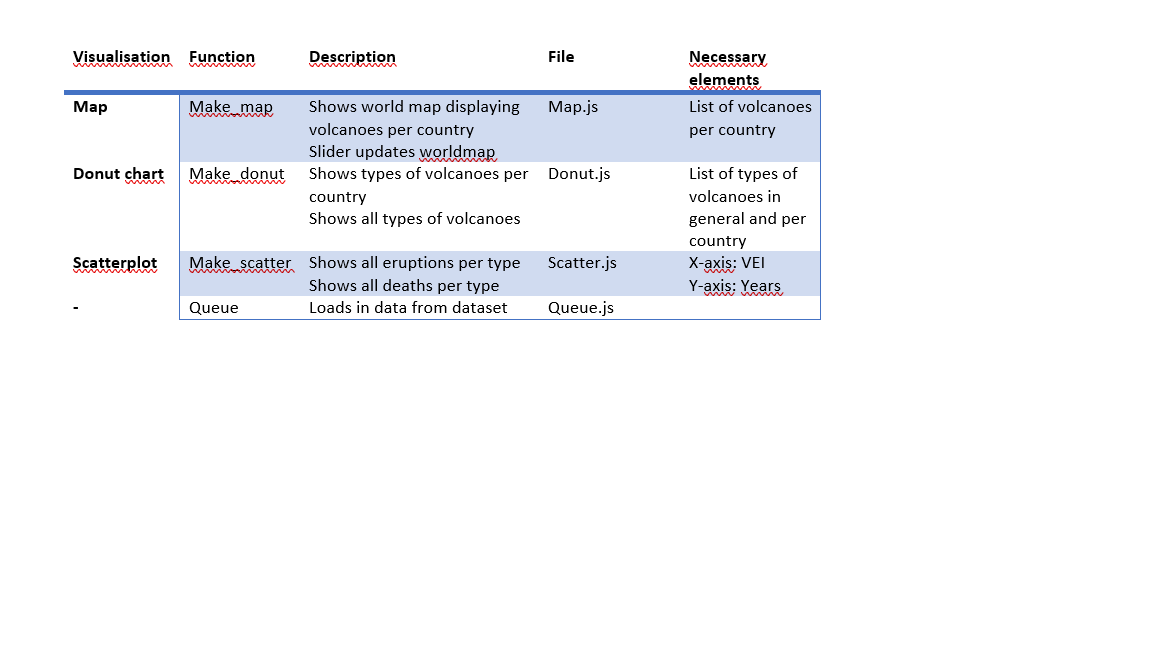 Visualisation Function Description File Necessary
elements
Map Make_map Shows world map displaying Map.js List of volcanoes
volcanoes per country per country
Slider updates worldmap
Donut chart Make_donut Shows types of volcanoes per Donut.js List of types of
country volcanoes in
Shows all types of volcanoes general and per
country
Scatterplot Make_scatter Shows all eruptions per type Scatter.js X-axis: VEI
Shows all deaths per type Y-axis: Years
- Queue Loads in data from dataset Queue.js